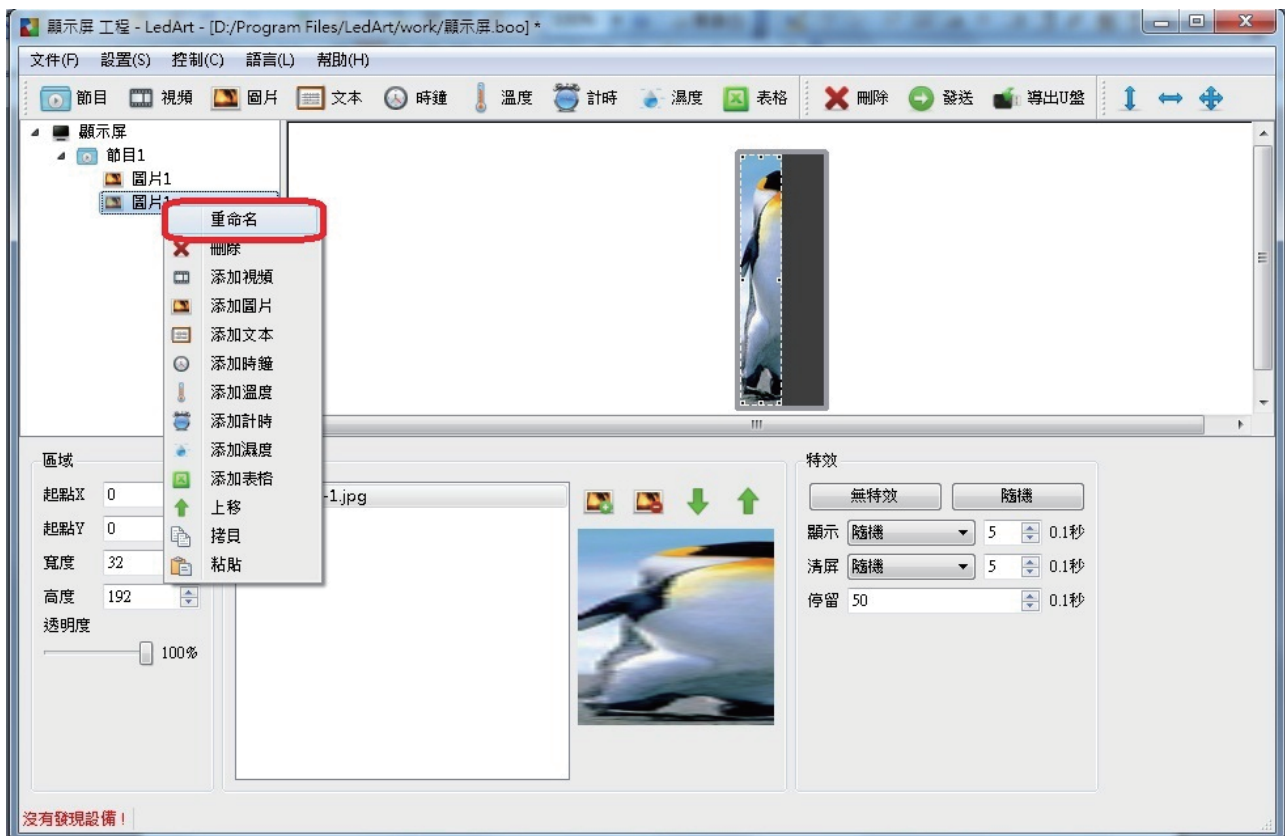 顯示屏 工程 - LedArt - [D:/Program Files/LedArt/work/顯示屏.boo] *
文件(F) 設置(S) 控制(C) 語言(L) 幫助(H)
節目 視頻 圖片 文本 時鐘 溫度 計時 濕度 表格 刪除 發送 導出U盤
顯示屏
節目1
圖片1
圖片1
重命名
刪除
添加視頻
添加圖片
添加文本
添加時鐘
添加溫度
添加計時
添加濕度
添加表格
上移
拷貝
粘貼
區域
起點X 0
起點Y 0
寬度 32
高度 192
透明度
100%
-1.jpg
特效
無特效 隨機
顯示 隨機 5 0.1秒
清屏 隨機 5 0.1秒
停留 50 0.1秒
沒有發現設備！